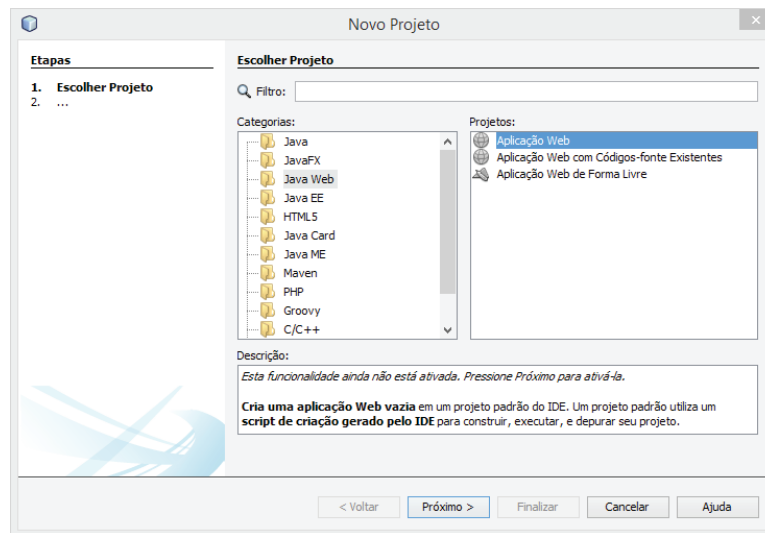 Novo Projeto
Etapas
1. Escolher Projeto
2. ...
Escolher Projeto
Filtro:
Categorias:
Java
JavaFX
Java Web
Java EE
HTML5
Java Card
Java ME
Maven
PHP
Groovy
C/C++
Projetos:
Aplicação Web
Aplicação Web com Códigos-fonte Existentes
Aplicação Web de Forma Livre
Descrição:
Esta funcionalidade ainda não está ativada. Pressione Próximo para ativá-la.
Cria uma aplicação Web vazia em um projeto padrão do IDE. Um projeto padrão utiliza um
script de criação gerado pelo IDE para construir, executar, e depurar seu projeto.
< Voltar
Próximo >
Finalizar
Cancelar
Ajuda